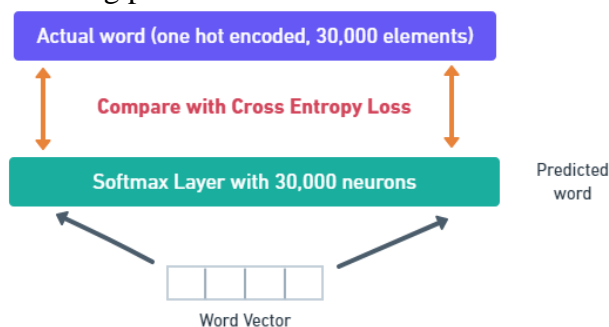 Actual word (one hot encoded, 30,000 elements)
Compare with Cross Entropy Loss
Softmax Layer with 30,000 neurons
Predicted
word
Word Vector